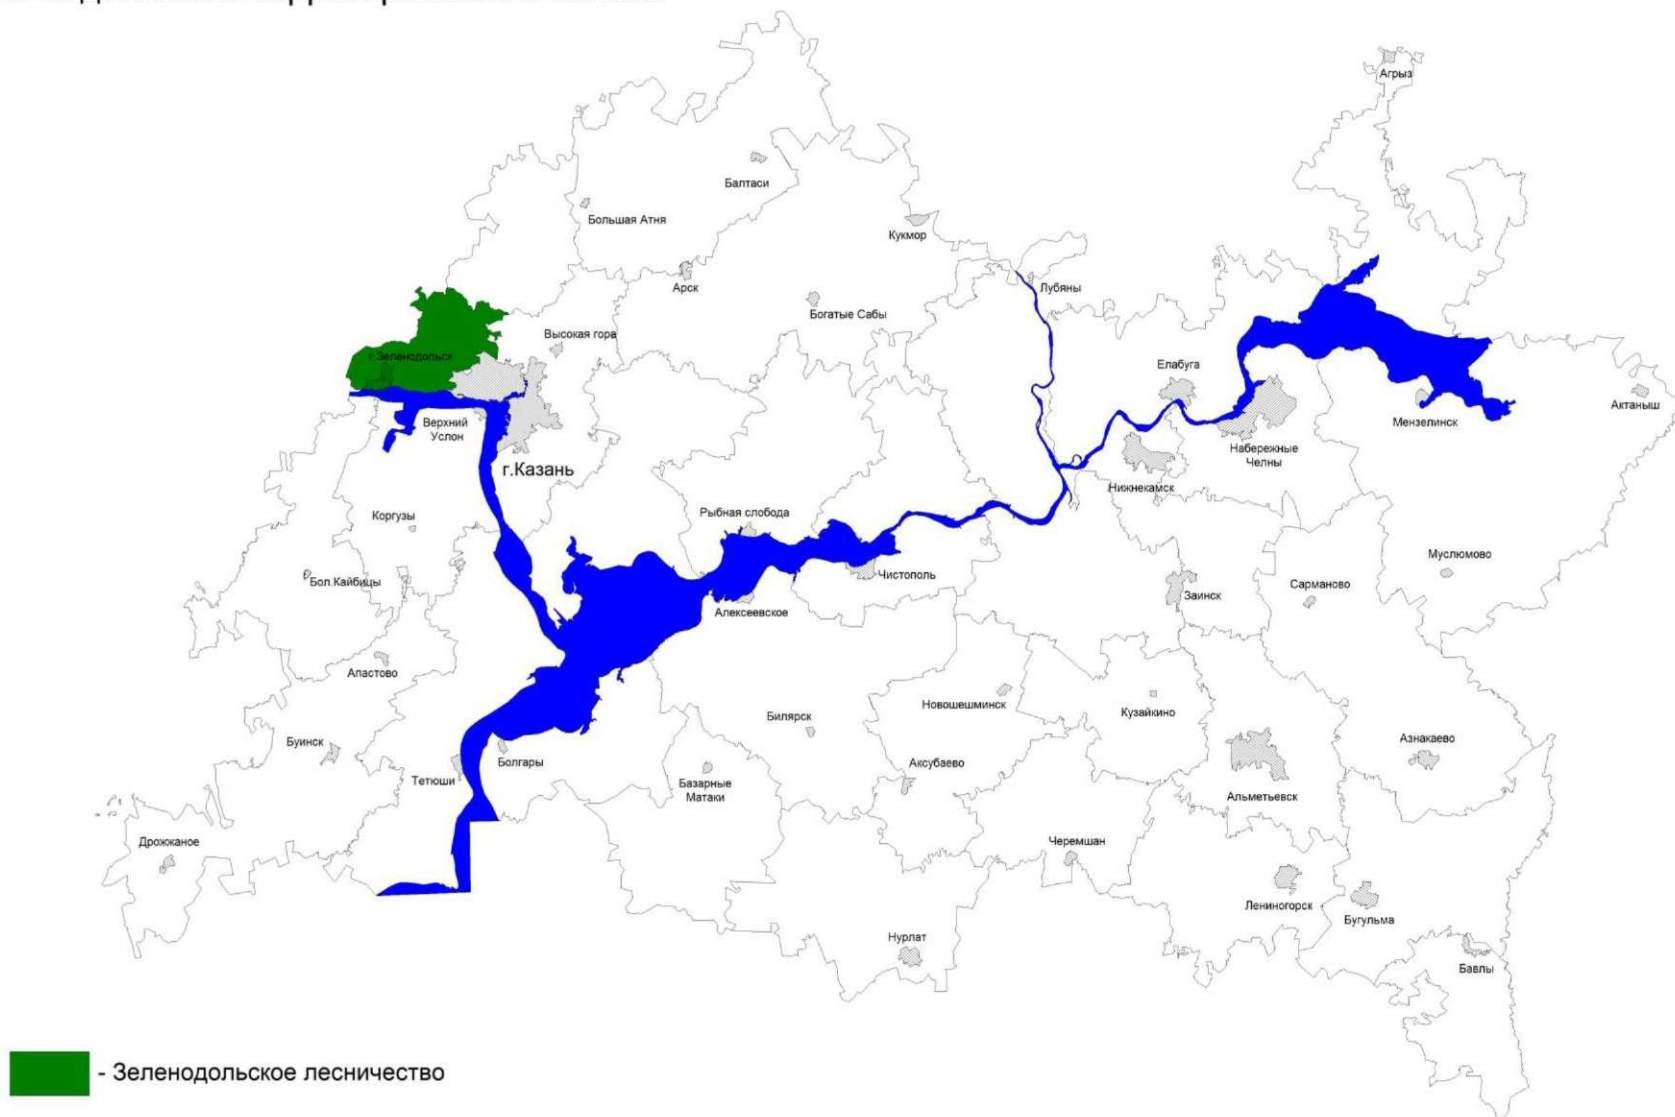 Агрыз
Балтаси
Большая Атня
Кукмор
Арск
Лубяны
Богатые Сабы
Высокая гора
г.Зеленодольск
Елабуга
Актаныш
Мензелинск
Верхний
Услон
Набережные
Челны
г.Казань
Нижнекамск
Рыбная слобода
Коргузы
Муслюмово
Чистополь
Бол.Кайбицы
Сарманово
Заинск
Алексеевское
Апастово
Новошешминск
Кузайкино
Билярск
Буинск
Азнакаево
Болгары
Аксубаево
Тетюши
Базарные
Матаки
Альметьевск
Дрожжаное
Черемшан
Лениногорск
Бугульма
Нурлат
Бавлы
- Зеленодольское лесничество